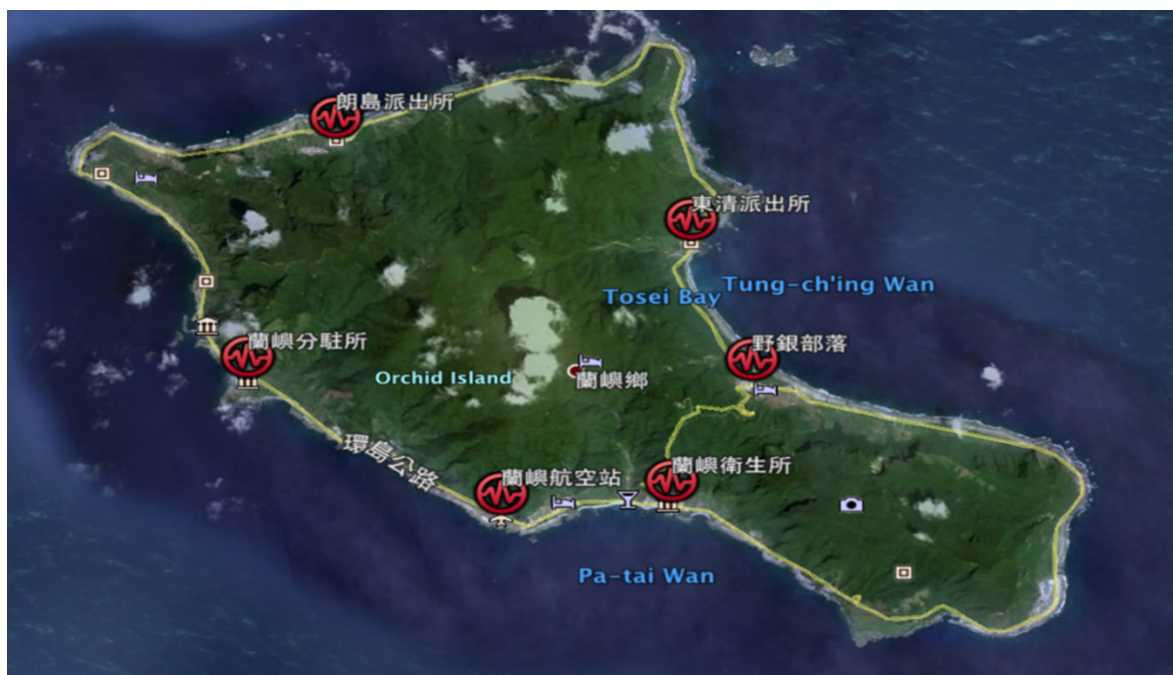 朗島派出所
東清派出所
Tung-ch'ing Wan
Tosei Bay
蘭嶼分駐所
野銀部落
Orchid Island
蘭嶼鄉
環島公路
蘭嶼航空站
蘭嶼衛生所
Pa-tai Wan